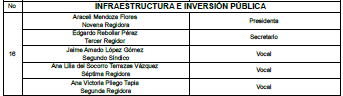 No INFRAESTRUCTURA E INVERSIÓN PÚBLICA
Araceli Mendoza Flores
Novena Regidora
Presidenta
Edgardo Rebollar Pérez
Tercer Regidor
Secretario
16
Jaime Amado López Gómez
Segundo Síndico
Vocal
Ana Lilia del Socorro Terrazas Vázquez
Séptima Regidora
Vocal
Ana Victoria Pliego Tapia
Segunda Regidora
Vocal